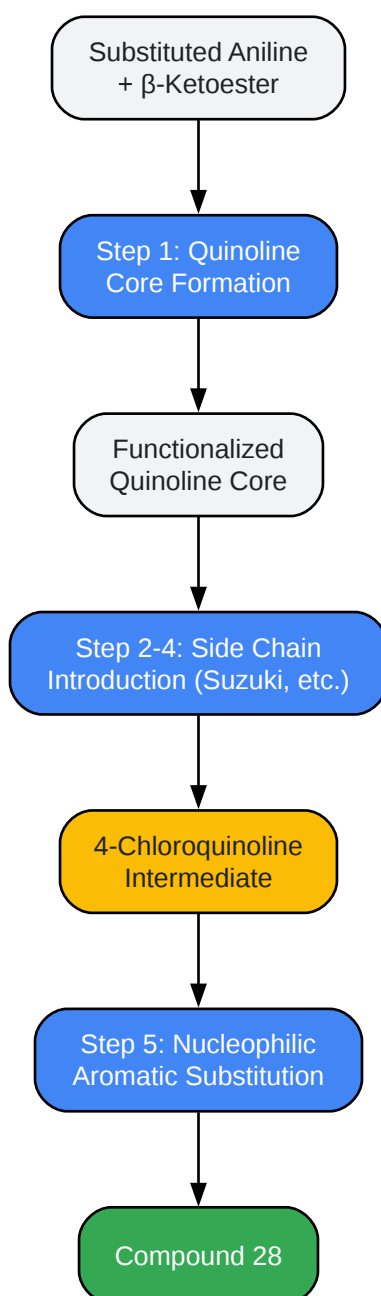 Substituted Aniline
+ β-Ketoester
Step 1: Quinoline
Core Formation
Functionalized
Quinoline Core
Step 2-4: Side Chain
Introduction (Suzuki, etc.)
4-Chloroquinoline
Intermediate
Step 5: Nucleophilic
Aromatic Substitution
Compound 28